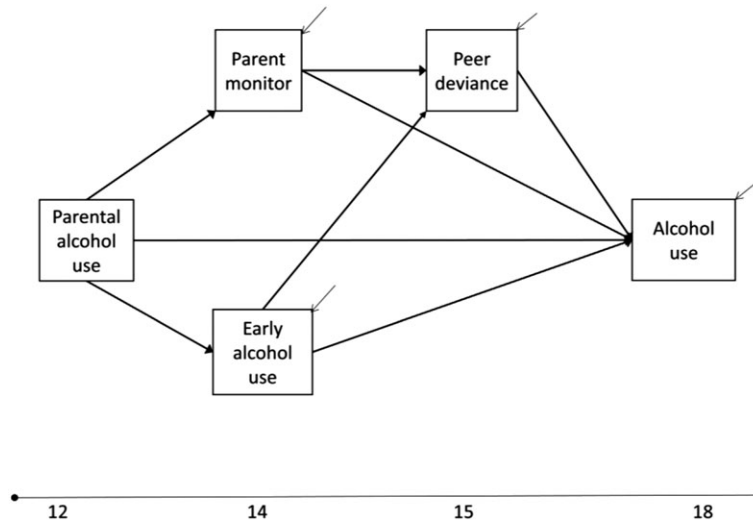 Parent
monitor
Peer
deviance
Parental
alcohol
use
Alcohol
use
Early
alcohol
use
12
14
15
18